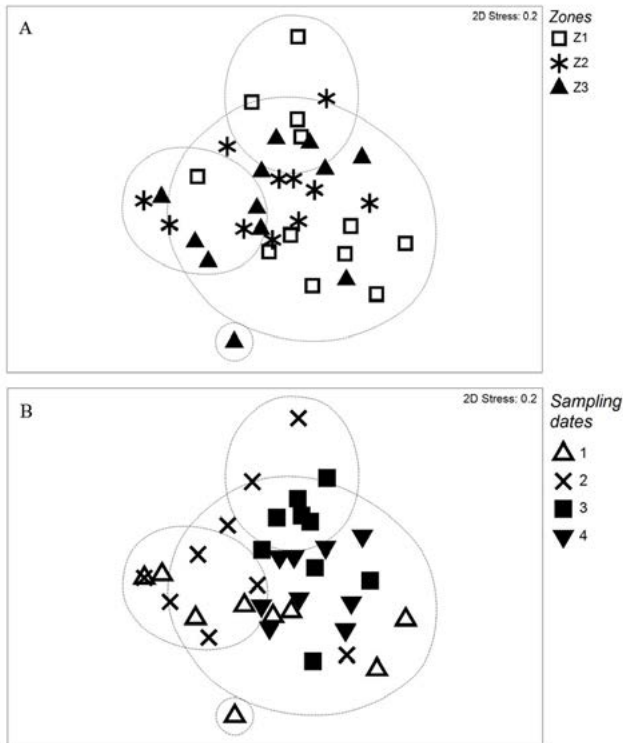 A
2D Stress: 0.2
Zones
Z1
Z2
Z3
B
2D Stress: 0.2
Sampling
dates
1
2
3
4